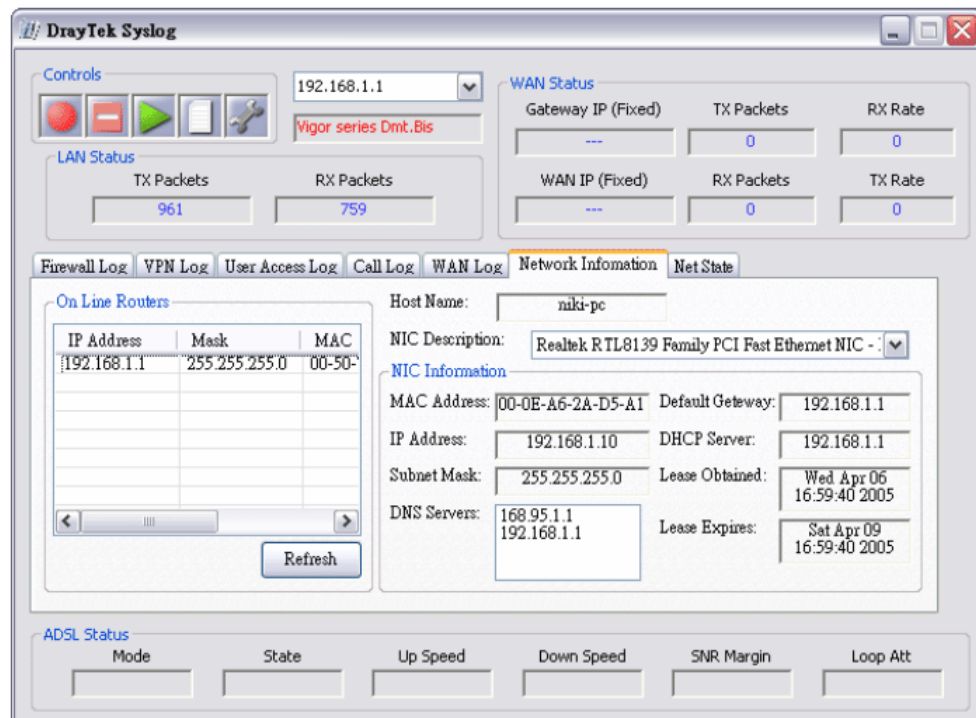 DrayTek Syslog
Controls
192.168.1.1
Vigor series Dmt.Bis
WAN Status
Gateway IP (Fixed) TX Packets RX Rate
--- 0 0
WAN IP (Fixed) RX Packets TX Rate
--- 0 0
LAN Status
TX Packets RX Packets
961 759
Firewall Log VPN Log User Access Log Call Log WAN Log Network Infomation Net State
On Line Routers
IP Address Mask MAC
192.168.1.1 255.255.255.0 00-50-
Refresh
Host Name: niki-pc
NIC Description: Realtek RTL8139 Family PCI Fast Ethernet NIC -
NIC Information
MAC Address: 00-0E-A6-2A-D5-A1 Default Geteway: 192.168.1.1
IP Address: 192.168.1.10 DHCP Server: 192.168.1.1
Subnet Mask: 255.255.255.0 Lease Obtained: Wed Apr 06
16:59:40 2005
DNS Servers: 168.95.1.1
192.168.1.1
Lease Expires: Sat Apr 09
16:59:40 2005
ADSL Status
Mode State Up Speed Down Speed SNR Margin Loop Att